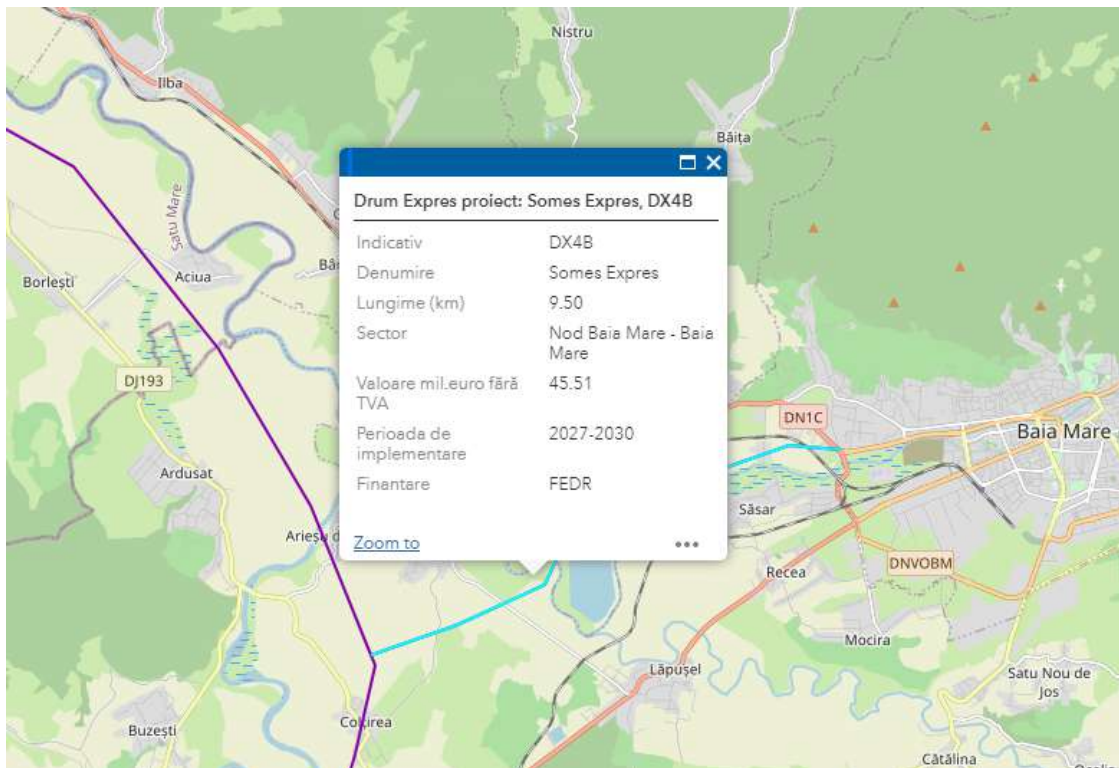 Nistru
Ilba
Băița
Satu Mare
Drum Expres proiect: Somes Expres, DX4B
Indicativ DX4B
Denumire Somes Expres
Lungime (km) 9.50
Sector Nod Baia Mare - Baia
Mare
Valoare mil.euro fără 45.51
TVA
Perioada de 2027-2030
implementare
Finantare FEDR
Zoom to
Borlești
Aciua
DJ193
DN1C
Baia Mare
Ardusat
Săsar
DNVOBM
Recea
Mocira
Lăpușel
Satu Nou de
Jos
Buzești
Colțirea
Cătălina